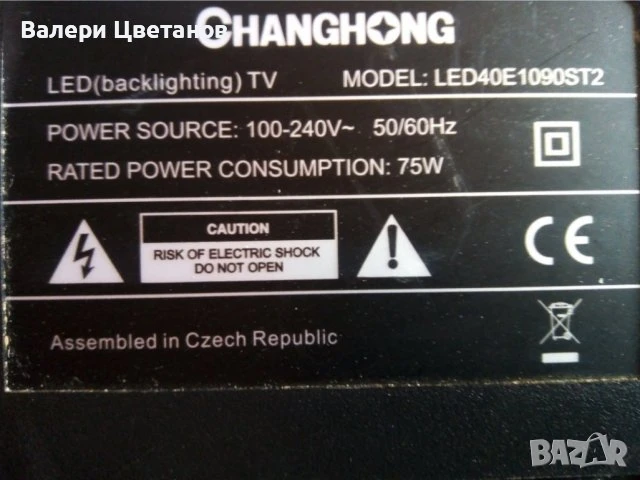 Валери Цветанов
CHANGHONG
LED(backlighting) TV MODEL: LED40E1090ST2
POWER SOURCE: 100-240V~ 50/60Hz
RATED POWER CONSUMPTION: 75W
CAUTION
RISK OF ELECTRIC SHOCK
DO NOT OPEN
CE
Assembled in Czech Republic
BAZAR